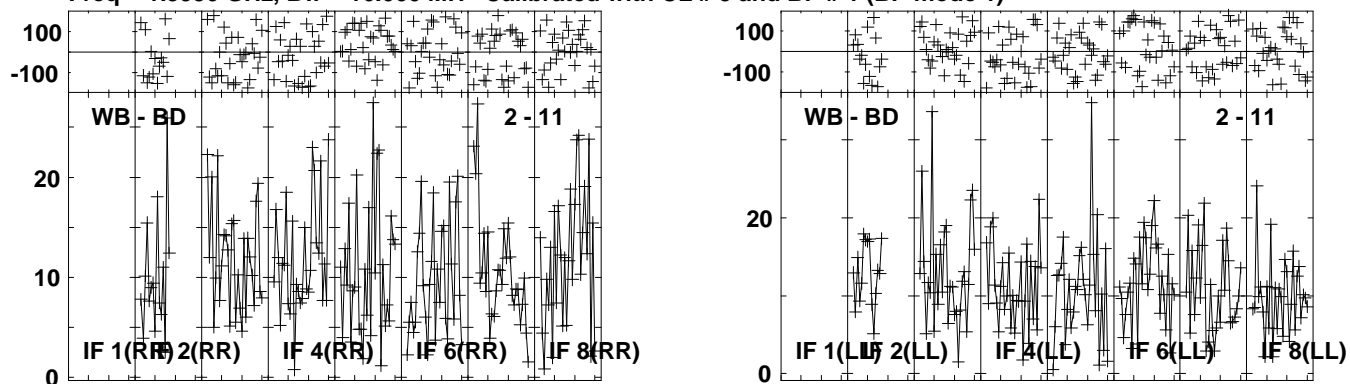 100
-100
WB - BD
2 - 11
20
10
0
IF 1(RR)
IF 2(RR)
IF 4(RR)
IF 6(RR)
IF 8(RR)
100
-100
WB - BD
2 - 11
20
0
IF 1(LL)
IF 2(LL)
IF 4(LL)
IF 6(LL)
IF 8(LL)